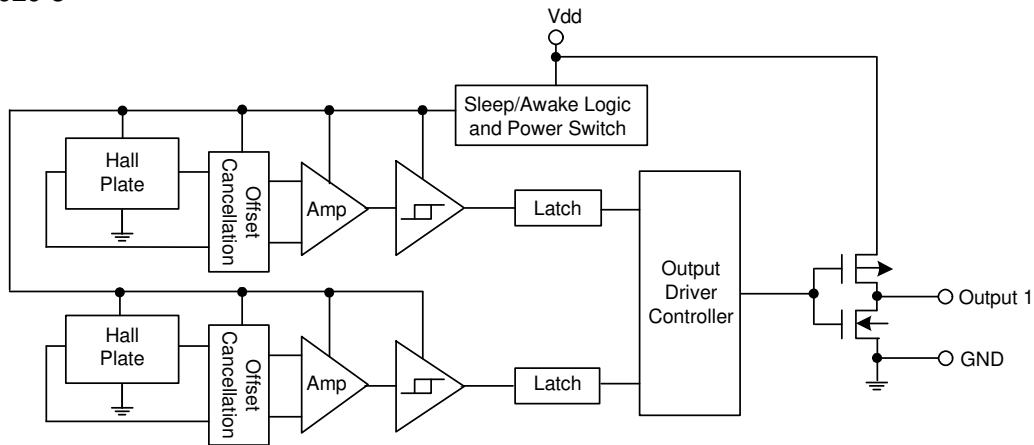 Vdd
Sleep/Awake Logic
and Power Switch
Hall
Plate
Offset
Cancellation
Amp
Latch
Output
Driver
Controller
Output 1
GND
Hall
Plate
Offset
Cancellation
Amp
Latch